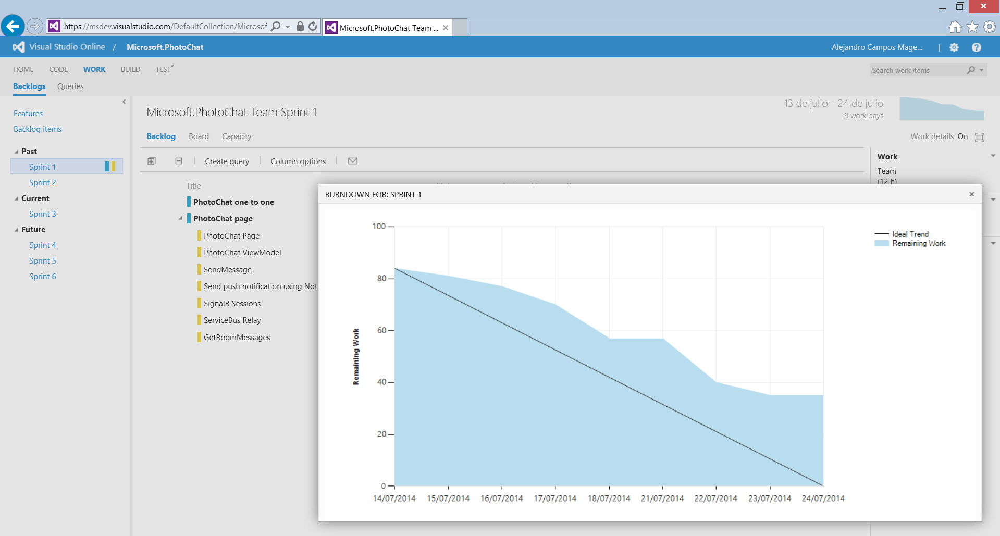 https://msdev.visualstudio.com/DefaultCollection/Microsof
Microsoft.PhotoChat Team ...
Visual Studio Online / Microsoft.PhotoChat
Alejandro Campos Mage... |
HOME CODE WORK BUILD TEST*
Search work items
Backlogs Queries
Features
Backlog items
Past
Sprint 1
Sprint 2
Current
Sprint 3
Future
Sprint 4
Sprint 5
Sprint 6
Microsoft.PhotoChat Team Sprint 1
13 de julio - 24 de julio
9 work days
Backlog Board Capacity
Work details On
Create query Column options
Work
Team
(12 h)
Title
PhotoChat one to one
PhotoChat page
PhotoChat Page
PhotoChat ViewModel
SendMessage
Send push notification using Not
SignalR Sessions
ServiceBus Relay
GetRoomMessages
BURNDOWN FOR: SPRINT 1
Ideal Trend
Remaining Work
Remaining Work
100
80
60
40
20
0
14/07/2014 15/07/2014 16/07/2014 17/07/2014 18/07/2014 21/07/2014 22/07/2014 23/07/2014 24/07/2014